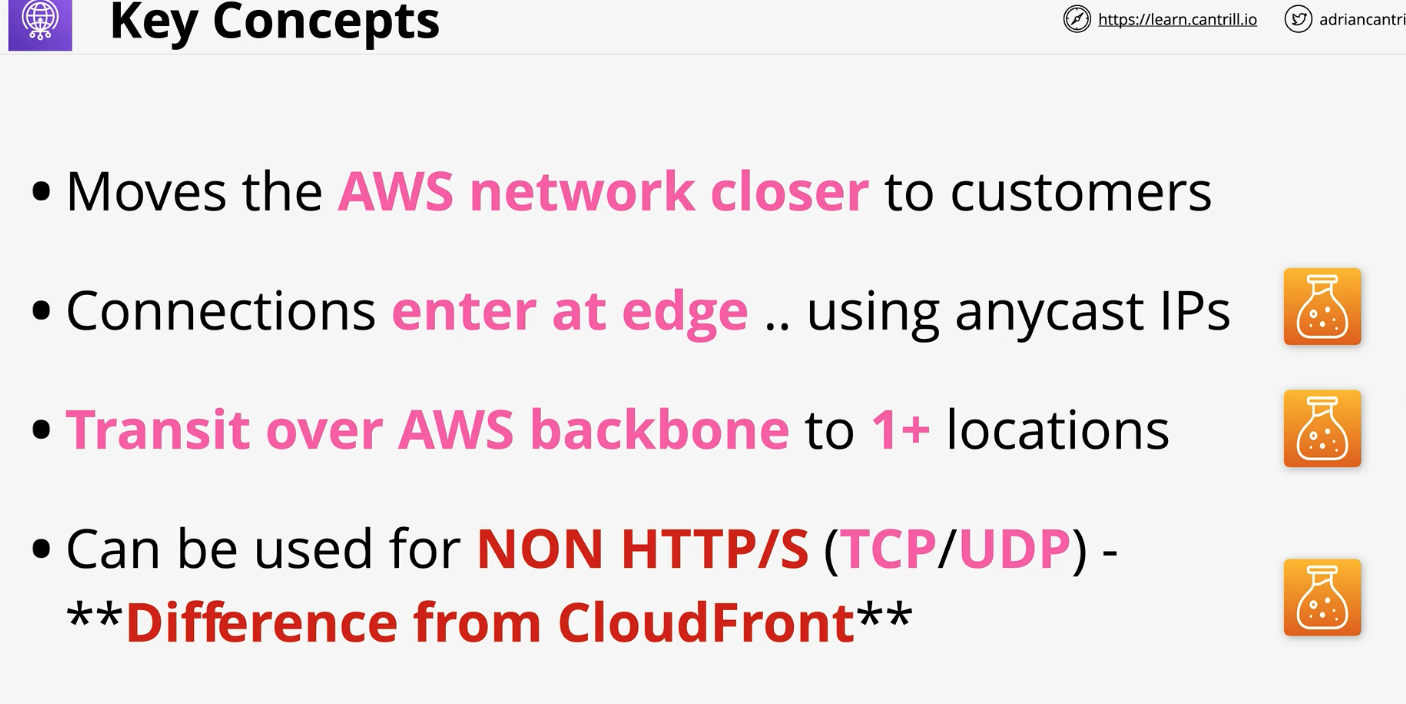 Key Concepts
https://learn.cantrill.io
adriancantri
• Moves the AWS network closer to customers
• Connections enter at edge .. using anycast IPs
• Transit over AWS backbone to 1+ locations
• Can be used for NON HTTP/S (TCP/UDP) -
**Difference from CloudFront**